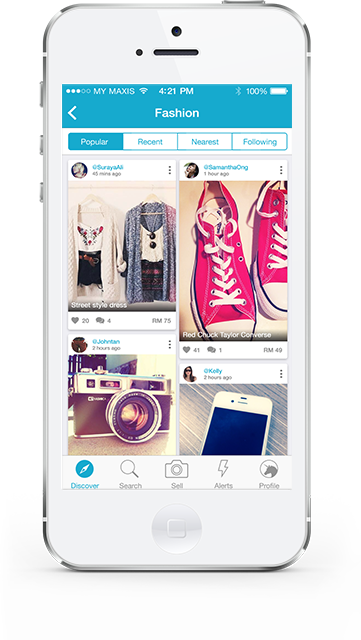 MY MAXIS 4:21 PM 100%
Fashion
Popular Recent Nearest Following
@SurayaAli
45 mins ago
Street style dress
20 4 RM 75
@SamanthaOng
1 hour ago
Red Chuck Taylor Converse
41 1 RM 49
@Johntan
2 hours ago
@Kelly
2 hours ago
Discover Search Sell Alerts Profile